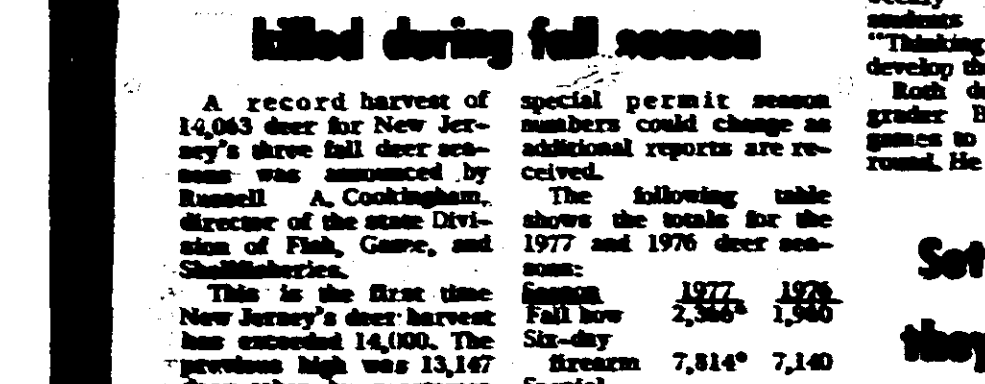 killed during fall season
A record harvest of
14,063 deer for New Jer-
sey's three fall deer sea-
sons was announced by
Russell A. Cookingham,
director of the state Divi-
sion of Fish, Game, and
Shellfisheries.
This is the first time
New Jersey's deer harvest
has exceeded 14,000. The
previous high was 13,147
special permit season
numbers could change as
additional reports are re-
ceived.
The following table
shows the totals for the
1977 and 1976 deer sea-
sons:
Season 1977 1976
Fall bow 2,366* 1,980
Six-day
firearm 7,814* 7,140
Special
students
"Thinking
develop
Roth
grader
games to
round. He